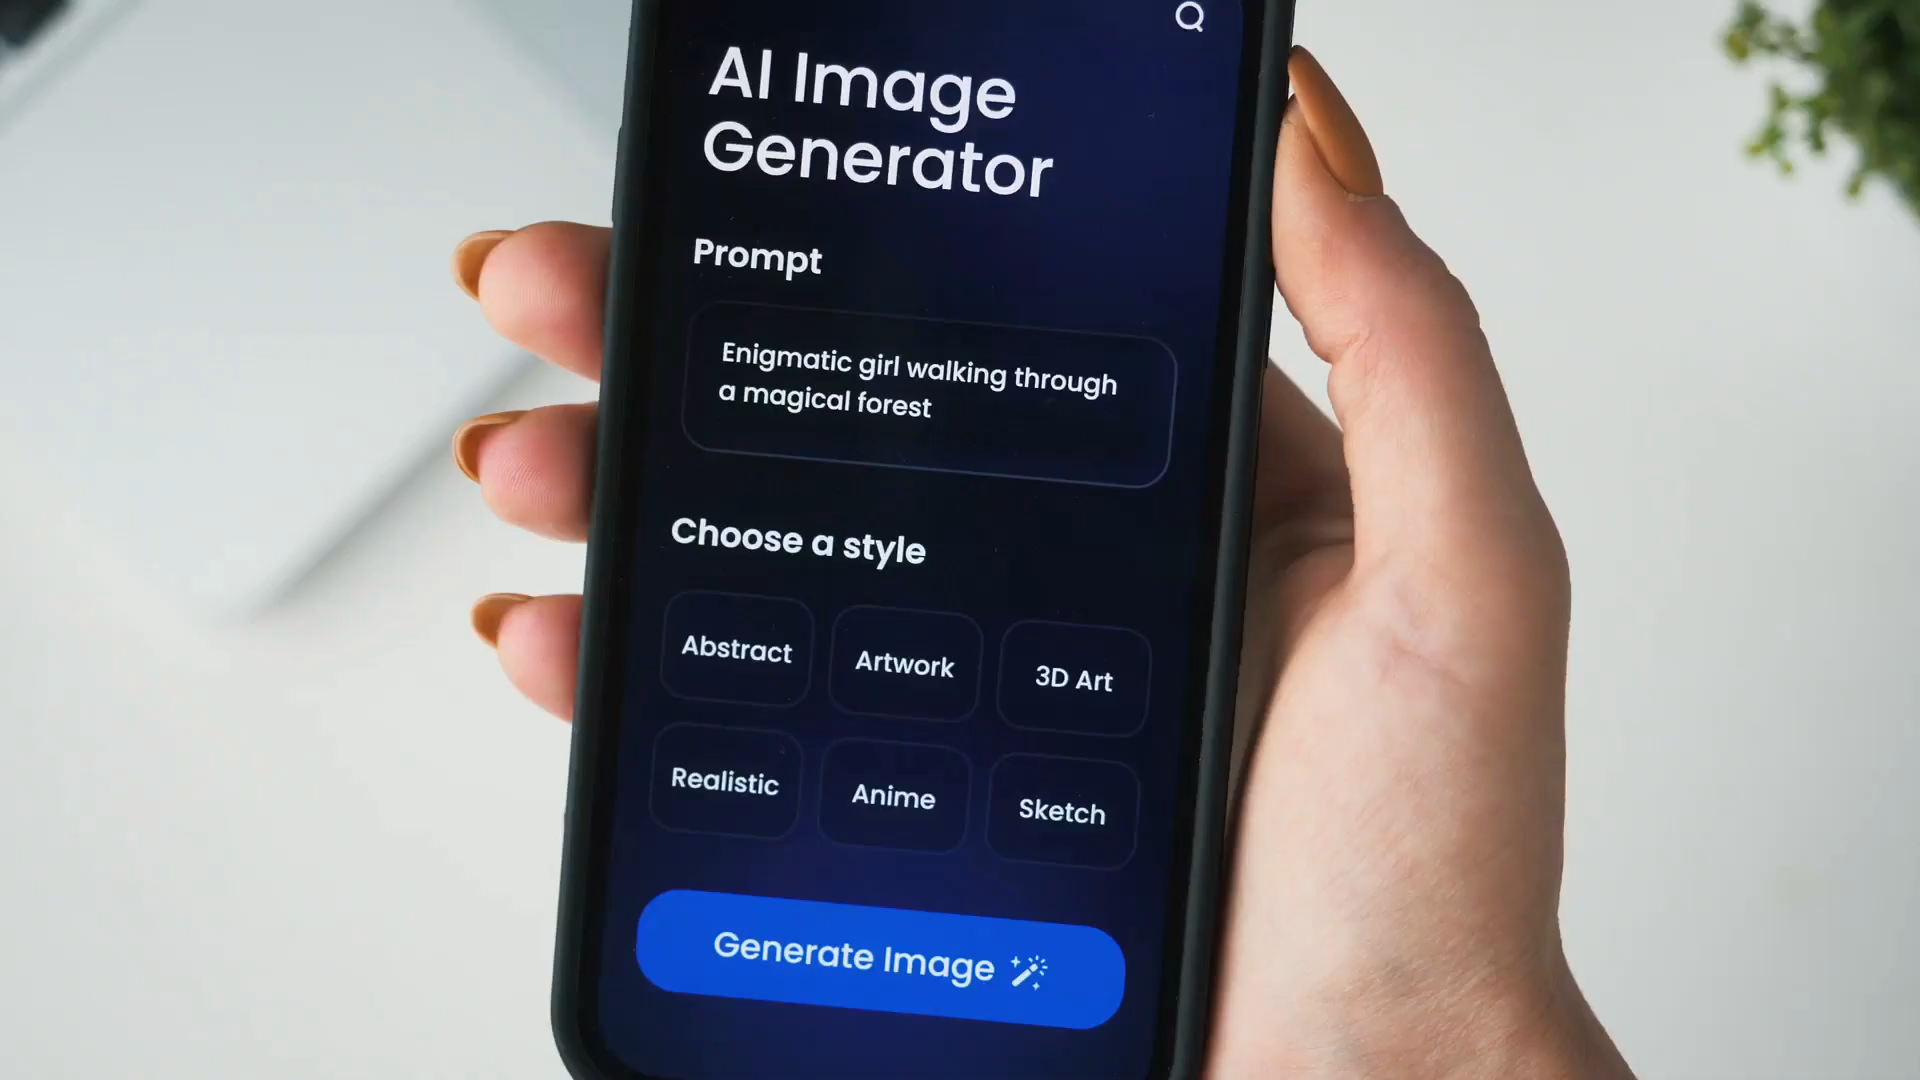 AI Image
Generator
Prompt
Enigmatic girl walking through
a magical forest
Choose a style
Abstract
Artwork
3D Art
Realistic
Anime
Sketch
Generate Image